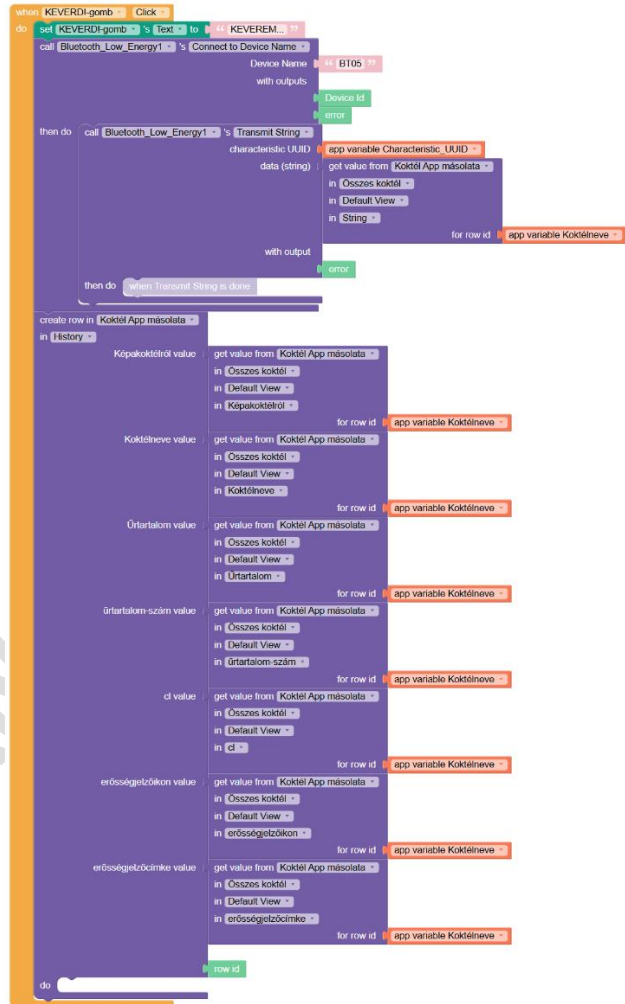 when KEVERDI-gomb Click
do set KEVERDI-gomb 's Text to “ KEVEREM... ”
call Bluetooth_Low_Energy1 's Connect to Device Name
Device Name “ BT05 ”
with outputs
Device Id
error
then do call Bluetooth_Low_Energy1 's Transmit String
characteristic UUID app variable Characteristic_UUID
data (string) get value from Koktél App másolata
in Összes koktél
in Default View
in String
for row id app variable Koktélneve
with output
error
then do when Transmit String is done
create row in Koktél App másolata
in History
Képakoktélról value get value from Koktél App másolata
in Összes koktél
in Default View
in Képakoktélról
for row id app variable Koktélneve
Koktélneve value get value from Koktél App másolata
in Összes koktél
in Default View
in Koktélneve
for row id app variable Koktélneve
Űrtartalom value get value from Koktél App másolata
in Összes koktél
in Default View
in Űrtartalom
for row id app variable Koktélneve
űrtartalom-szám value get value from Koktél App másolata
in Összes koktél
in Default View
in űrtartalom-szám
for row id app variable Koktélneve
cl value get value from Koktél App másolata
in Összes koktél
in Default View
in cl
for row id app variable Koktélneve
erősségjelzőikon value get value from Koktél App másolata
in Összes koktél
in Default View
in erősségjelzőikon
for row id app variable Koktélneve
erősségjelzőcímke value get value from Koktél App másolata
in Összes koktél
in Default View
in erősségjelzőcímke
for row id app variable Koktélneve
row id
do